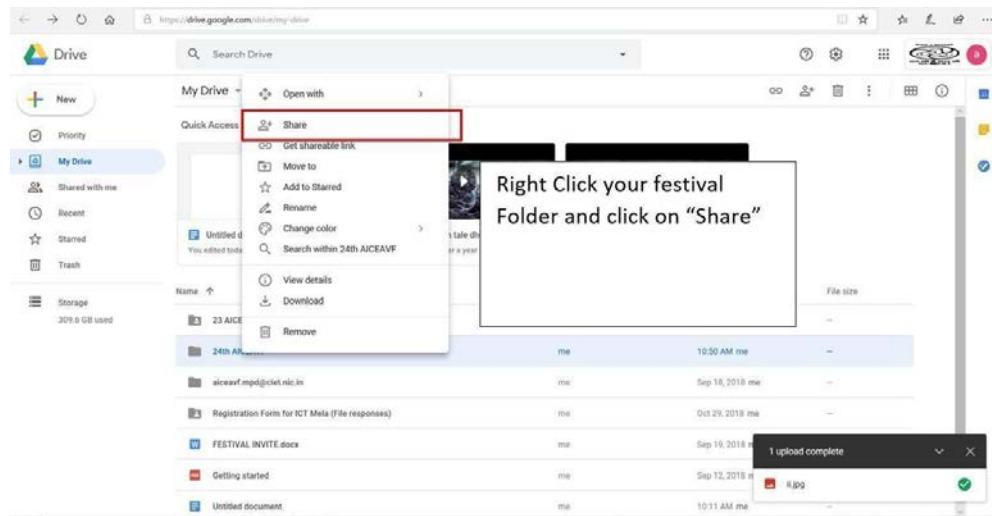 https://drive.google.com/drive/my-drive
Drive
Search Drive
a
New
My Drive
Open with
Quick Access
Share
Priority
Get shareable link
My Drive
Move to
Shared with me
Add to Starred
Right Click your festival
Folder and click on “Share”
Recent
Rename
Starred
Change color
Untitled d
tale dh
Search within 24th AICEAVF
You edited toda
er a year
Trash
View details
Storage
Name
File size
Download
309.6 GB used
23 AICE
–
Remove
24th
me
10:50 AM me
–
aiceavf.mpd@ciet.nic.in
me
Sep 18, 2018 me
–
Registration Form for ICT Mela (File responses)
me
Oct 29, 2018 me
–
FESTIVAL INVITE.docx
me
Sep 19, 2018
1 upload complete
Getting started
me
Sep 12, 2018
ii.jpg
Untitled document
me
10:11 AM me